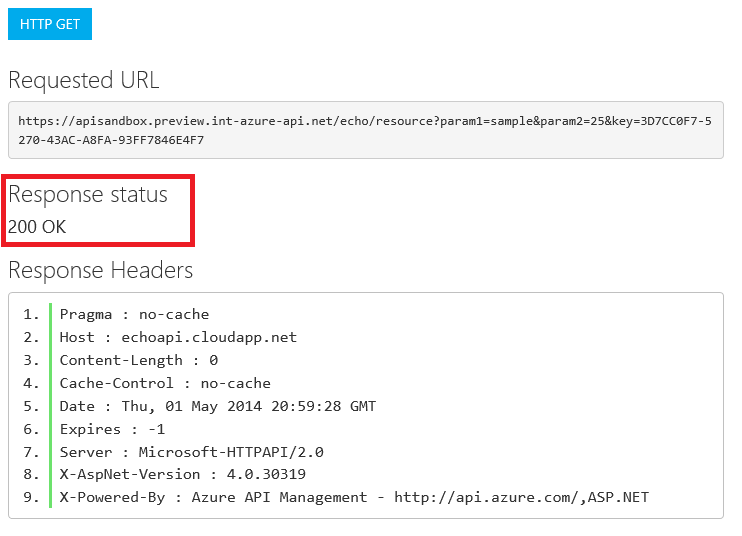 HTTP GET
Requested URL
https://apisandbox.preview.int-azure-api.net/echo/resource?param1=sample&param2=25&key=3D7CC0F7-5
270-43AC-A8FA-93FF7846E4F7
Response status
200 OK
Response Headers
1. Pragma : no-cache
2. Host : echoapi.cloudapp.net
3. Content-Length : 0
4. Cache-Control : no-cache
5. Date : Thu, 01 May 2014 20:59:28 GMT
6. Expires : -1
7. Server : Microsoft-HTTPAPI/2.0
8. X-AspNet-Version : 4.0.30319
9. X-Powered-By : Azure API Management - http://api.azure.com/,ASP.NET